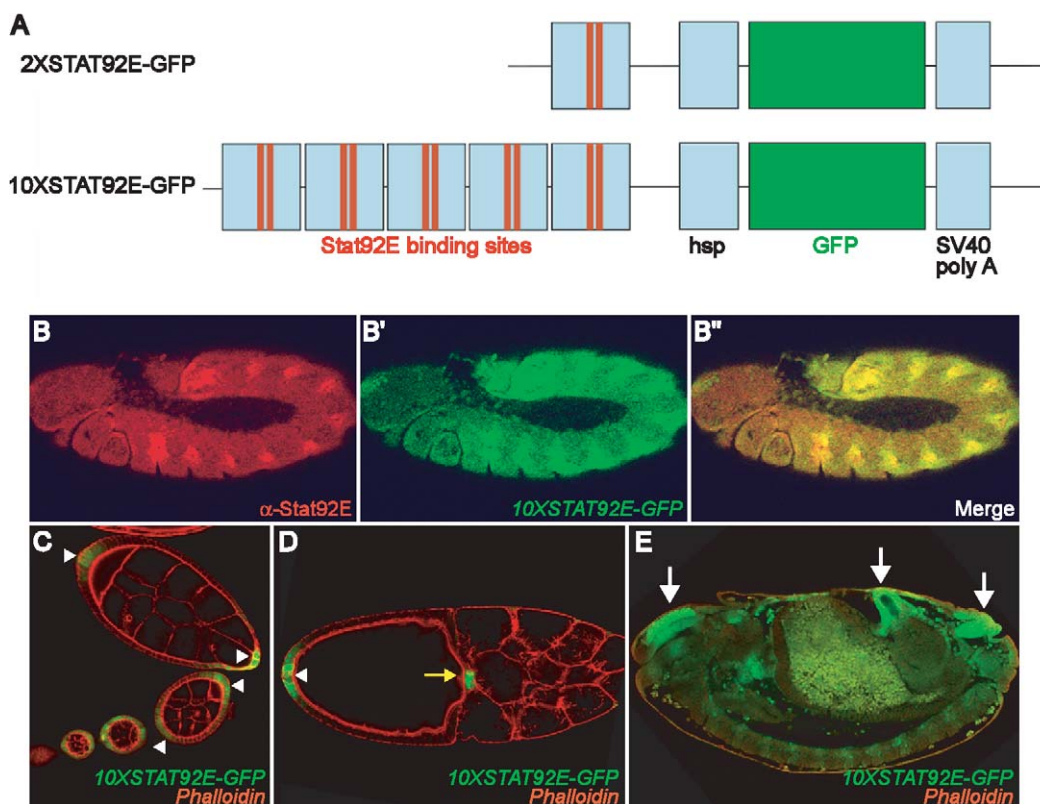 A
2XSTAT92E-GFP
10XSTAT92E-GFP
Stat92E binding sites
hsp
GFP
SV40
poly A
B
α-Stat92E
B'
10XSTAT92E-GFP
B"
Merge
C
10XSTAT92E-GFP
Phalloidin
D
10XSTAT92E-GFP
Phalloidin
E
10XSTAT92E-GFP
Phalloidin